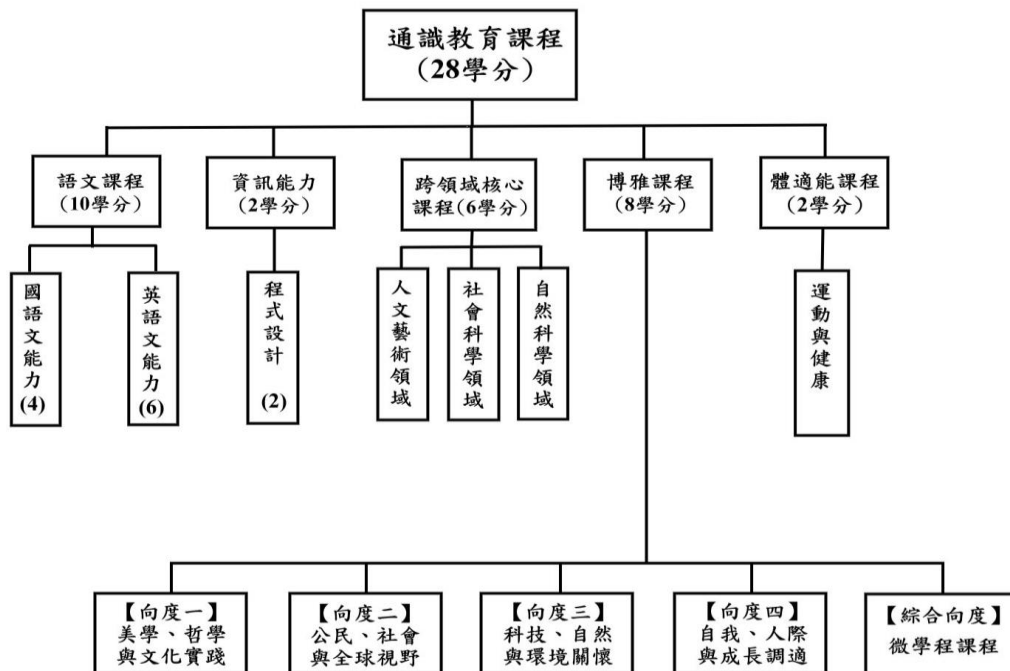 通識教育課程
(28學分)
語文課程
(10學分)
資訊能力
(2學分)
跨領域核心
課程(6學分)
博雅課程
(8學分)
體適能課程
(2學分)
國語文能力(4)
英語文能力(6)
程式設計(2)
人文藝術領域
社會科學領域
自然科學領域
運動與健康
【向度一】
美學、哲學
與文化實踐
【向度二】
公民、社會
與全球視野
【向度三】
科技、自然
與環境關懷
【向度四】
自我、人際
與成長調適
【綜合向度】
微學程課程